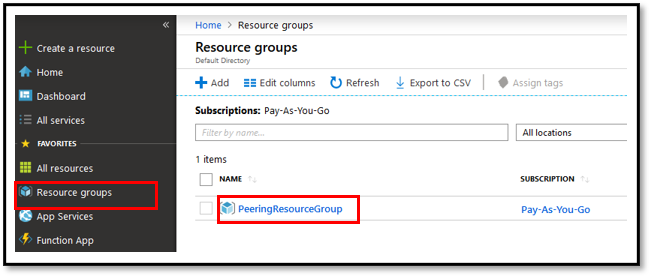 «
Create a resource
Home
Dashboard
All services
FAVORITES
All resources
Resource groups
App Services
Function App
Home > Resource groups
Resource groups
Default Directory
Add Edit columns Refresh Export to CSV Assign tags
Subscriptions: Pay-As-You-Go
Filter by name... All locations
1 items
NAME ↑↓ SUBSCRIPTION ↑↓
PeeringResourceGroup Pay-As-You-Go